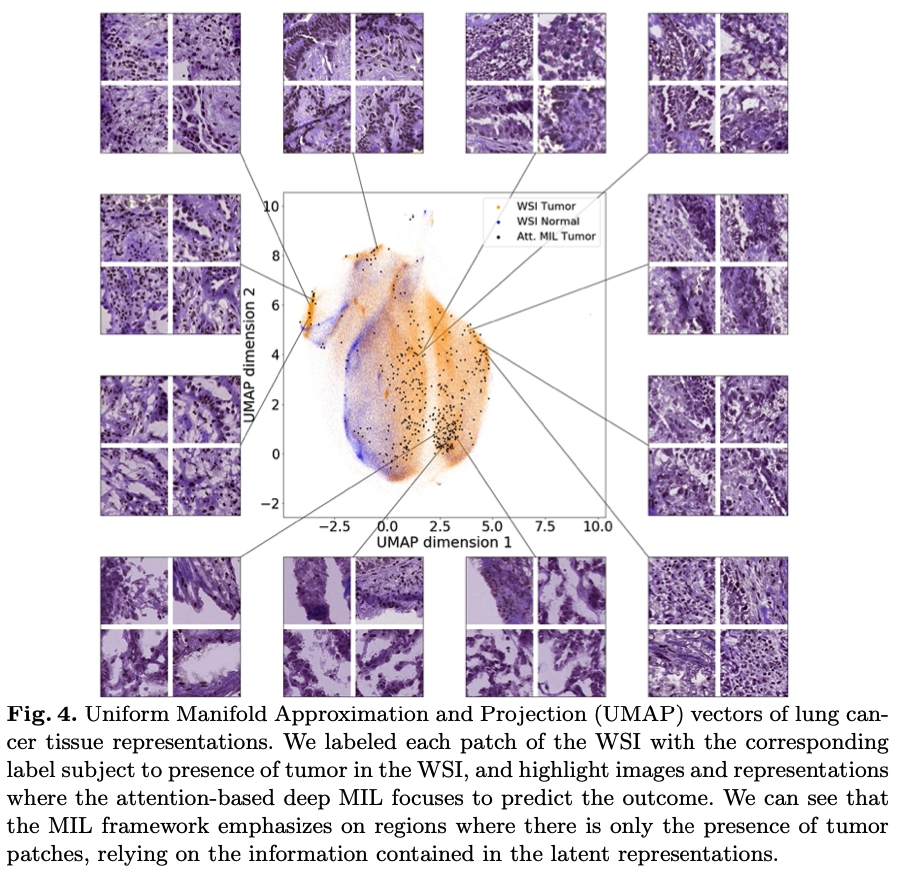 WSI Tumor
WSI Normal
Att. MIL Tumor
10
8
6
4
2
0
−2
UMAP dimension 2
−2.5 0.0 2.5 5.0 7.5 10.0
UMAP dimension 1
Fig. 4. Uniform Manifold Approximation and Projection (UMAP) vectors of lung can-
cer tissue representations. We labeled each patch of the WSI with the corresponding
label subject to presence of tumor in the WSI, and highlight images and representations
where the attention-based deep MIL focuses to predict the outcome. We can see that
the MIL framework emphasizes on regions where there is only the presence of tumor
patches, relying on the information contained in the latent representations.